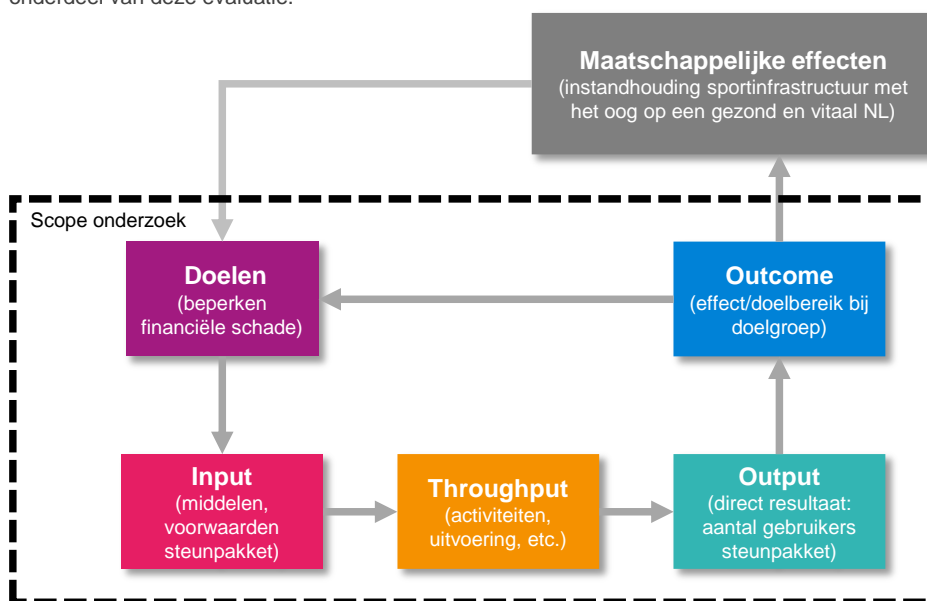 onderdeel van deze evaluatie.
Maatschappelijke effecten
(instandhouding sportinfrastructuur met
het oog op een gezond en vitaal NL)
Scope onderzoek
Doelen
(beperken
financiële schade)
Outcome
(effect/doelbereik bij
doelgroep)
Input
(middelen,
voorwaarden
steunpakket)
Throughput
(activiteiten,
uitvoering, etc.)
Output
(direct resultaat:
aantal gebruikers
steunpakket)